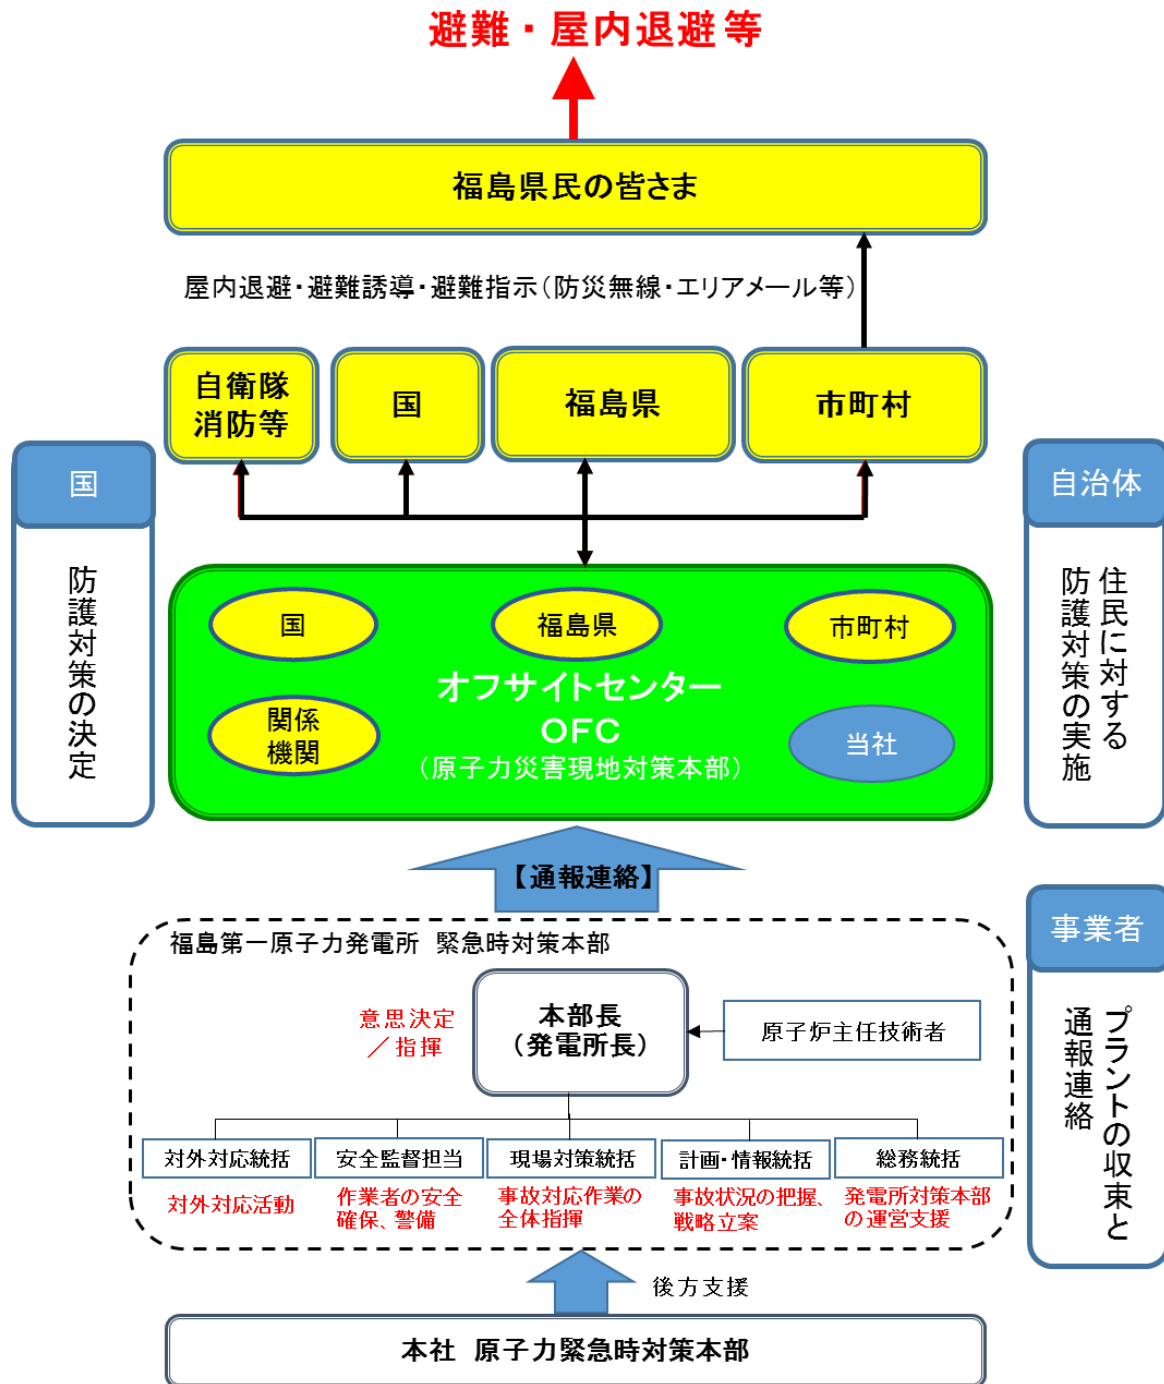 避難・屋内退避等
福島県民の皆さま
屋内退避・避難誘導・避難指示（防災無線・エリアメール等）
自衛隊
消防等
国
福島県
市町村
国
防護対策の決定
自治体
住民に対する
防護対策の実施
国
福島県
市町村
オフサイトセンター
OFC
（原子力災害現地対策本部）
関係
機関
当社
【通報連絡】
事業者
プラントの収束と
通報連絡
福島第一原子力発電所 緊急時対策本部
意思決定
／指揮
本部長
（発電所長）
原子炉主任技術者
対外対応統括
安全監督担当
現場対策統括
計画・情報統括
総務統括
対外対応活動
作業者の安全
確保、警備
事故対応作業の
全体指揮
事故状況の把握、
戦略立案
発電所対策本部
の運営支援
後方支援
本社 原子力緊急時対策本部